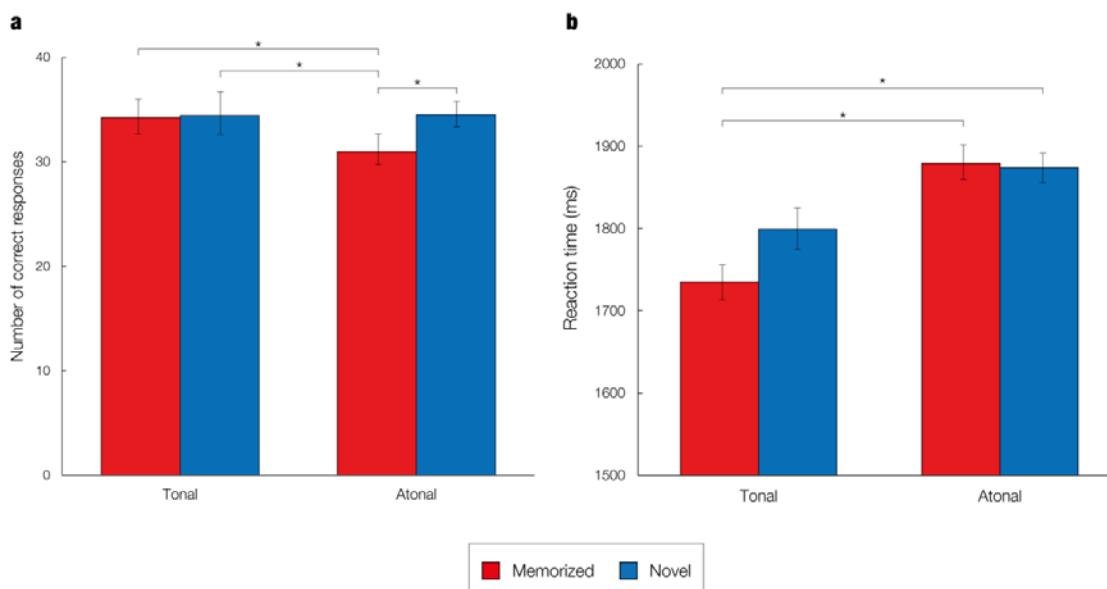 a
b
*
*
*
40
30
20
10
0
Number of correct responses
Tonal
Atonal
*
*
2000
1900
1800
1700
1600
1500
Reaction time (ms)
Tonal
Atonal
Memorized
Novel